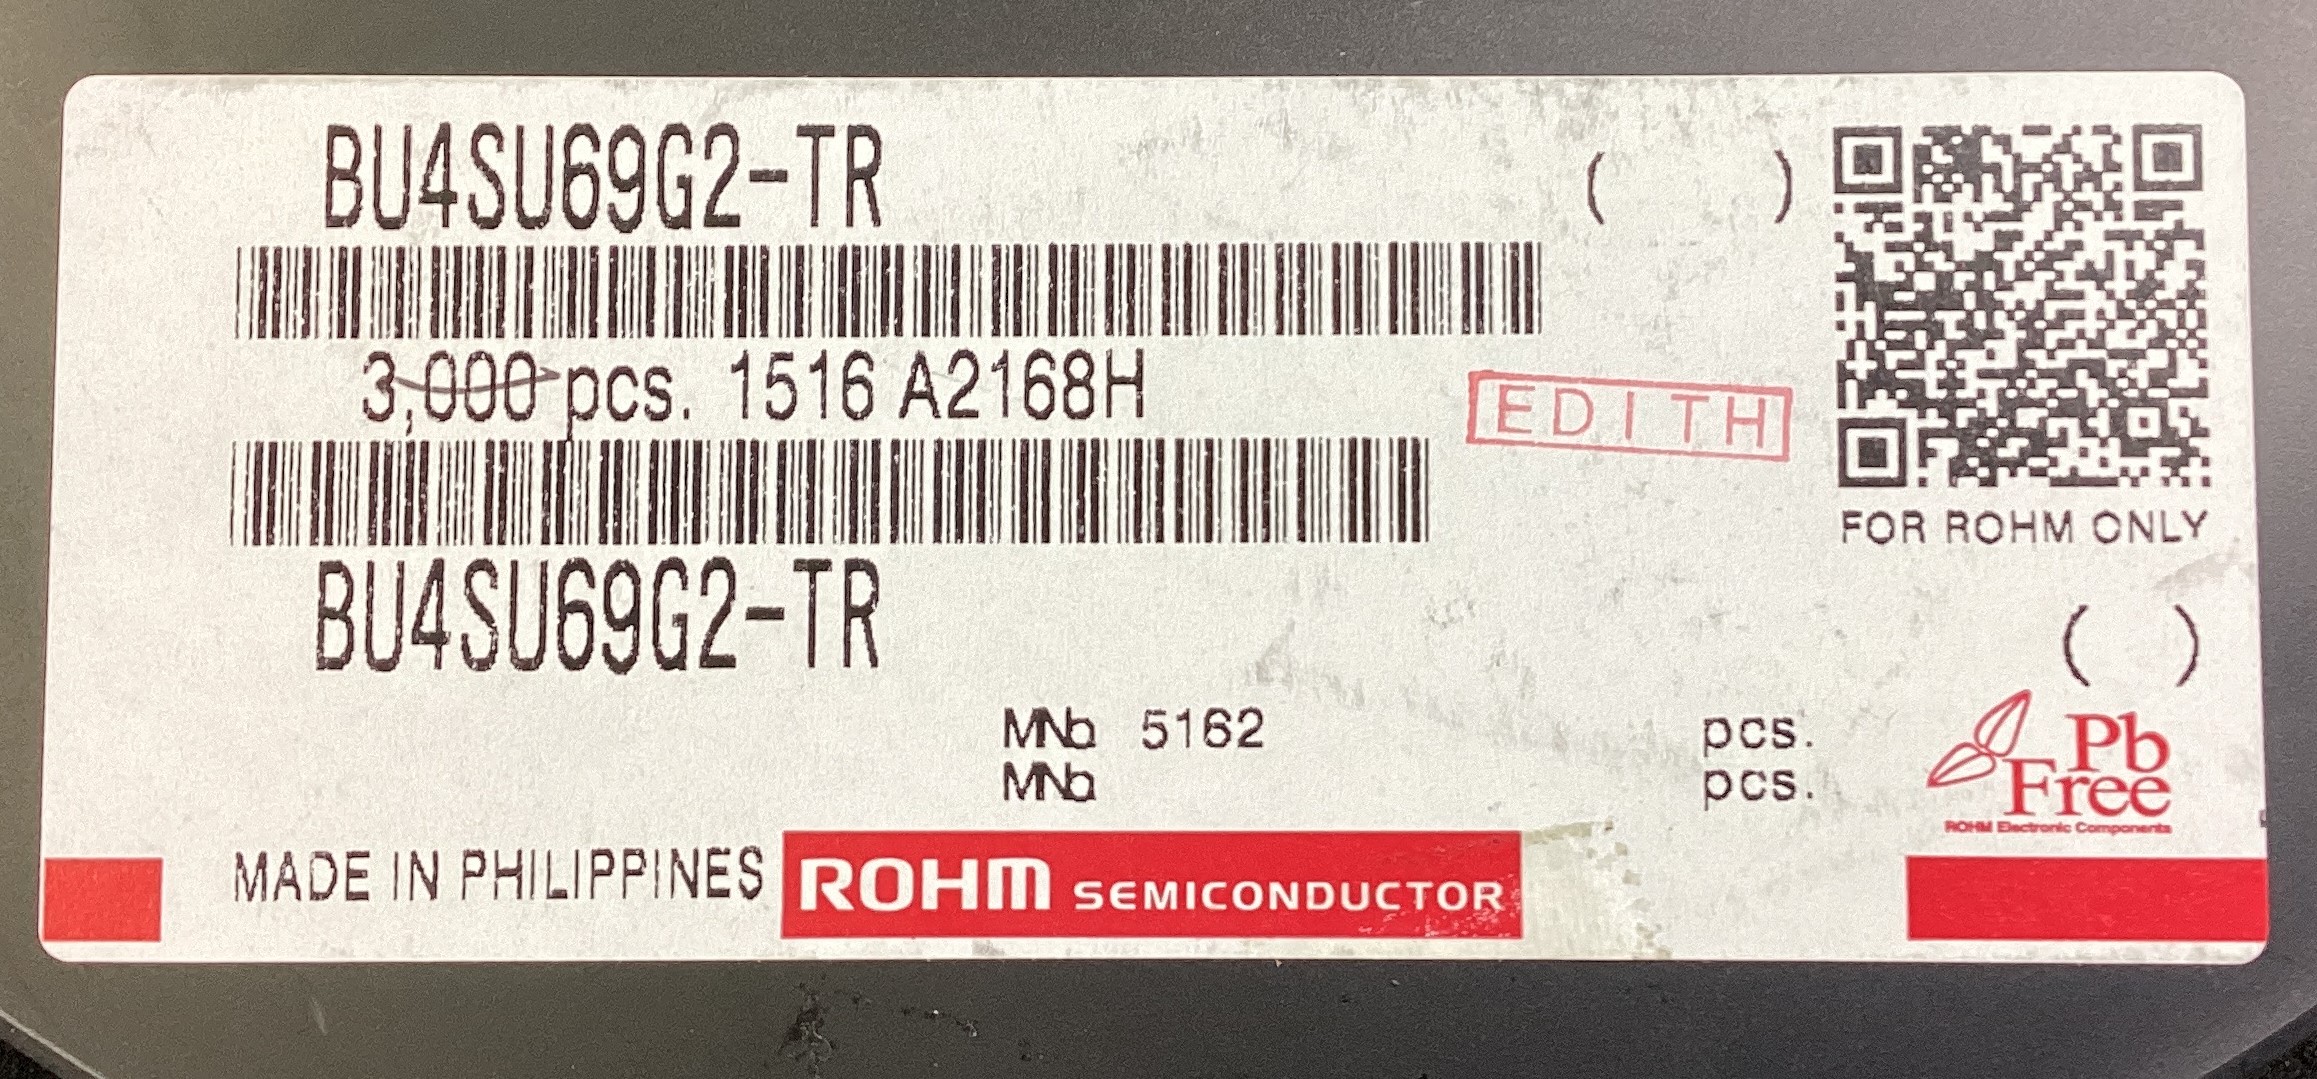 BU4SU69G2-TR
( )
3,000 pcs. 1516 A2168H
EDITH
FOR ROHM ONLY
BU4SU69G2-TR
( )
MNo. 5162 pcs.
MNo. pcs.
Pb
Free
ROHM Electronic Components
MADE IN PHILIPPINES
ROHM SEMICONDUCTOR